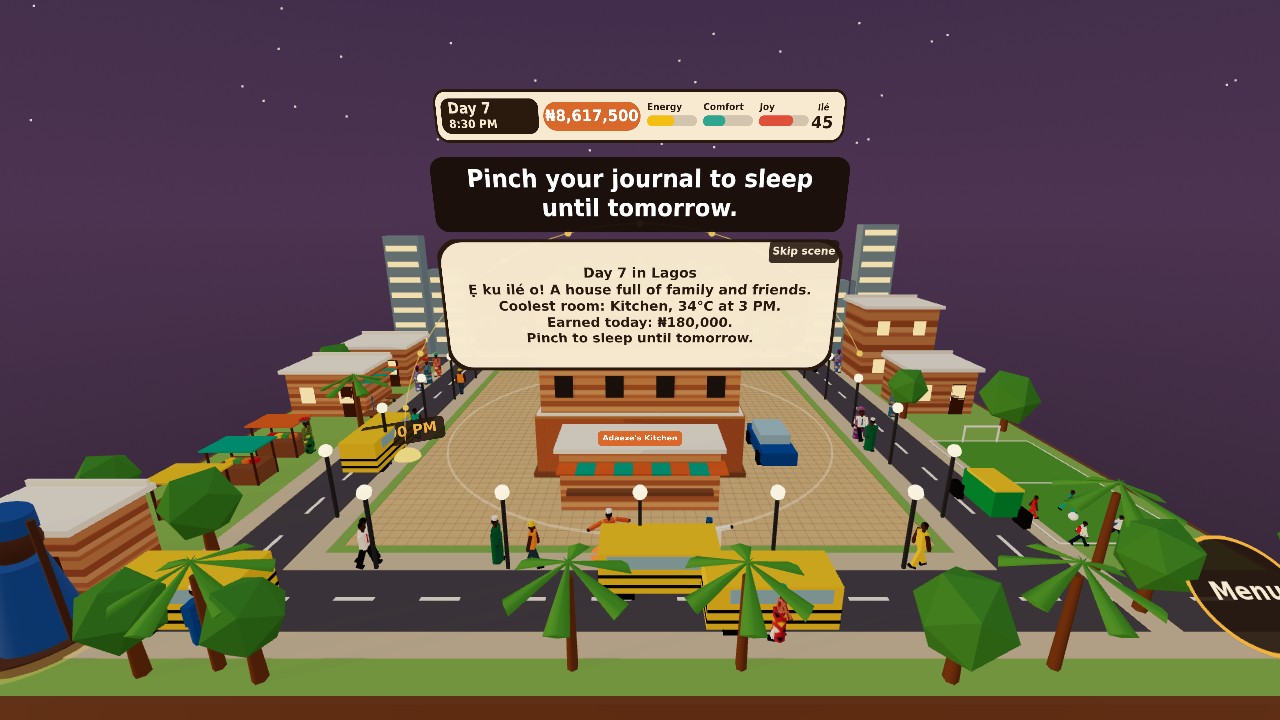 Day 7
8:30 PM
₦8,617,500
Energy
Comfort
Joy
Ilé
45
Pinch your journal to sleep
until tomorrow.
Skip scene
Day 7 in Lagos
Ẹ ku ilé o! A house full of family and friends.
Coolest room: Kitchen, 34°C at 3 PM.
Earned today: ₦180,000.
Pinch to sleep until tomorrow.
0 PM
Adaeze's Kitchen
Menu